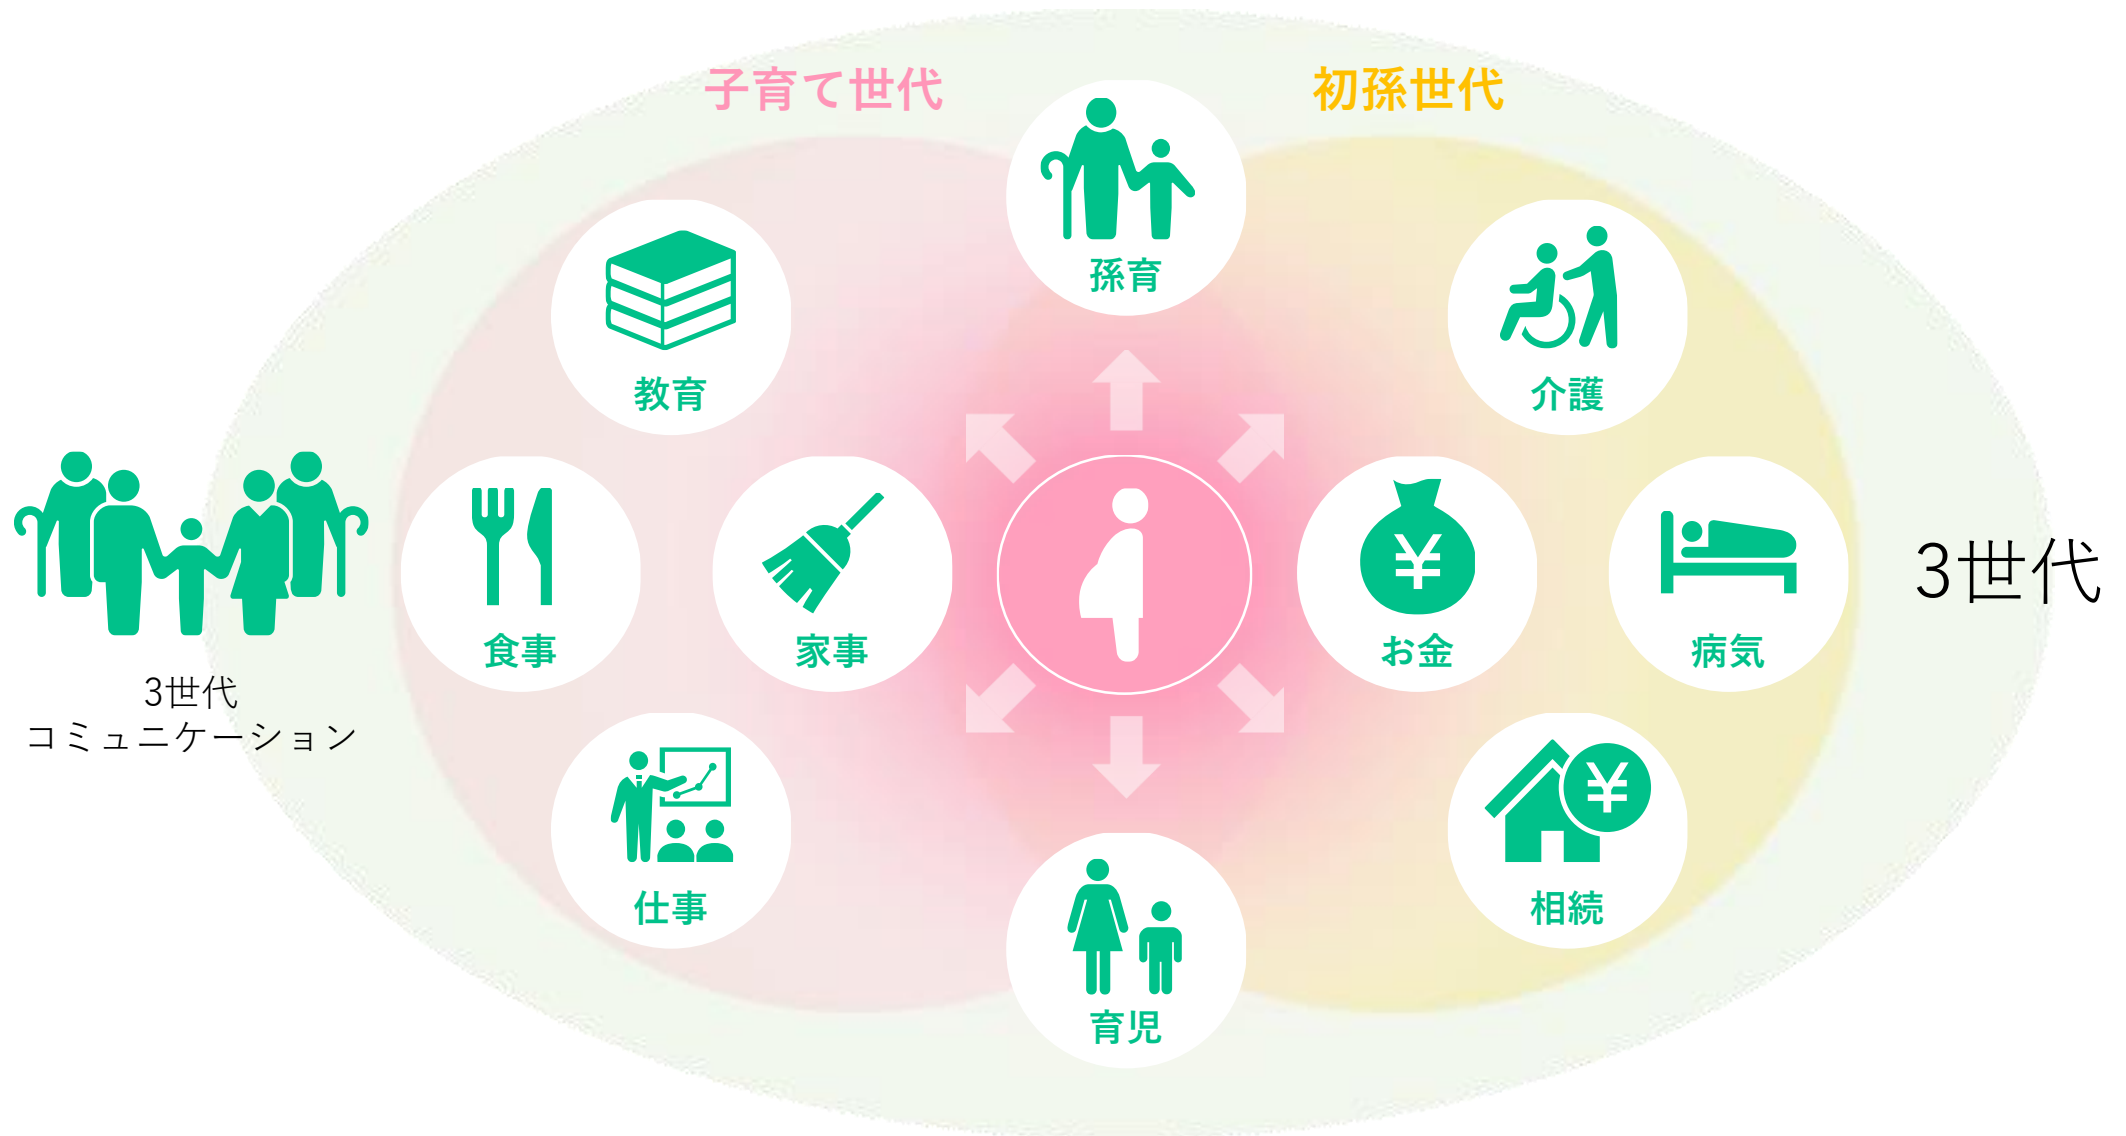 子育て世代
初孫世代
孫育
教育
介護
食事
家事
¥
お金
病気
3世代
3世代
コミュニケーション
仕事
¥
相続
育児